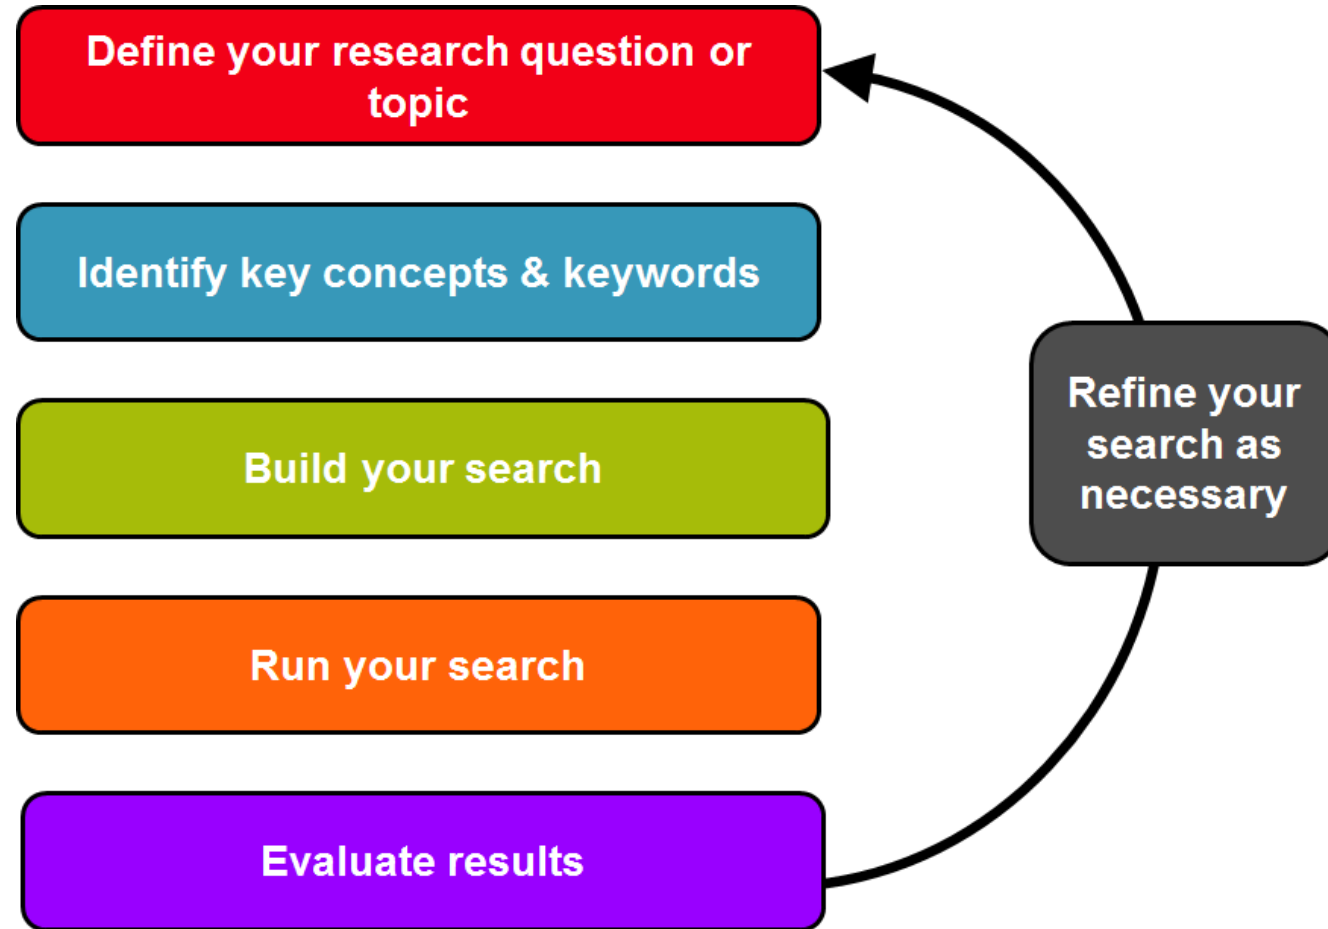 Define your research question or
topic
Identify key concepts & keywords
Build your search
Run your search
Evaluate results
Refine your
search as
necessary